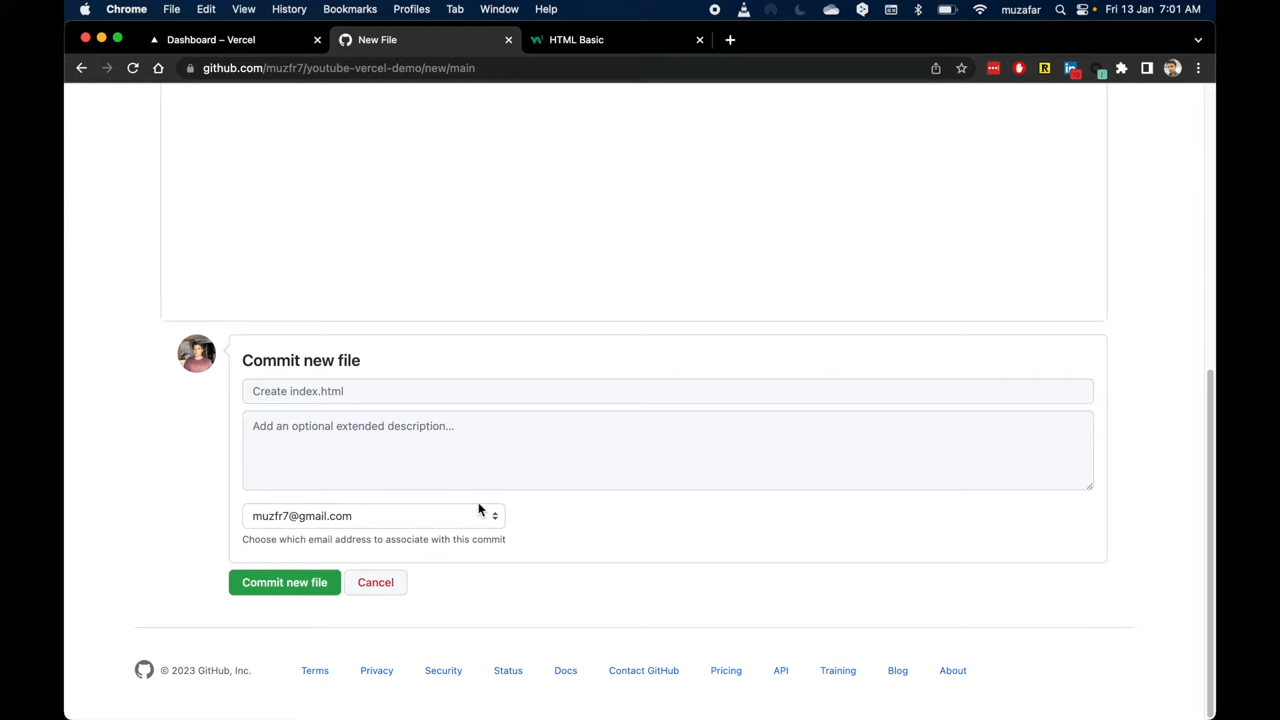 Chrome File Edit View History Bookmarks Profiles Tab Window Help muzafar Fri 13 Jan 7:01 AM
Dashboard – Vercel New File HTML Basic
github.com/muzfr7/youtube-vercel-demo/new/main
Commit new file
Create index.html
Add an optional extended description...
muzfr7@gmail.com
Choose which email address to associate with this commit
Commit new file Cancel
© 2023 GitHub, Inc. Terms Privacy Security Status Docs Contact GitHub Pricing API Training Blog About